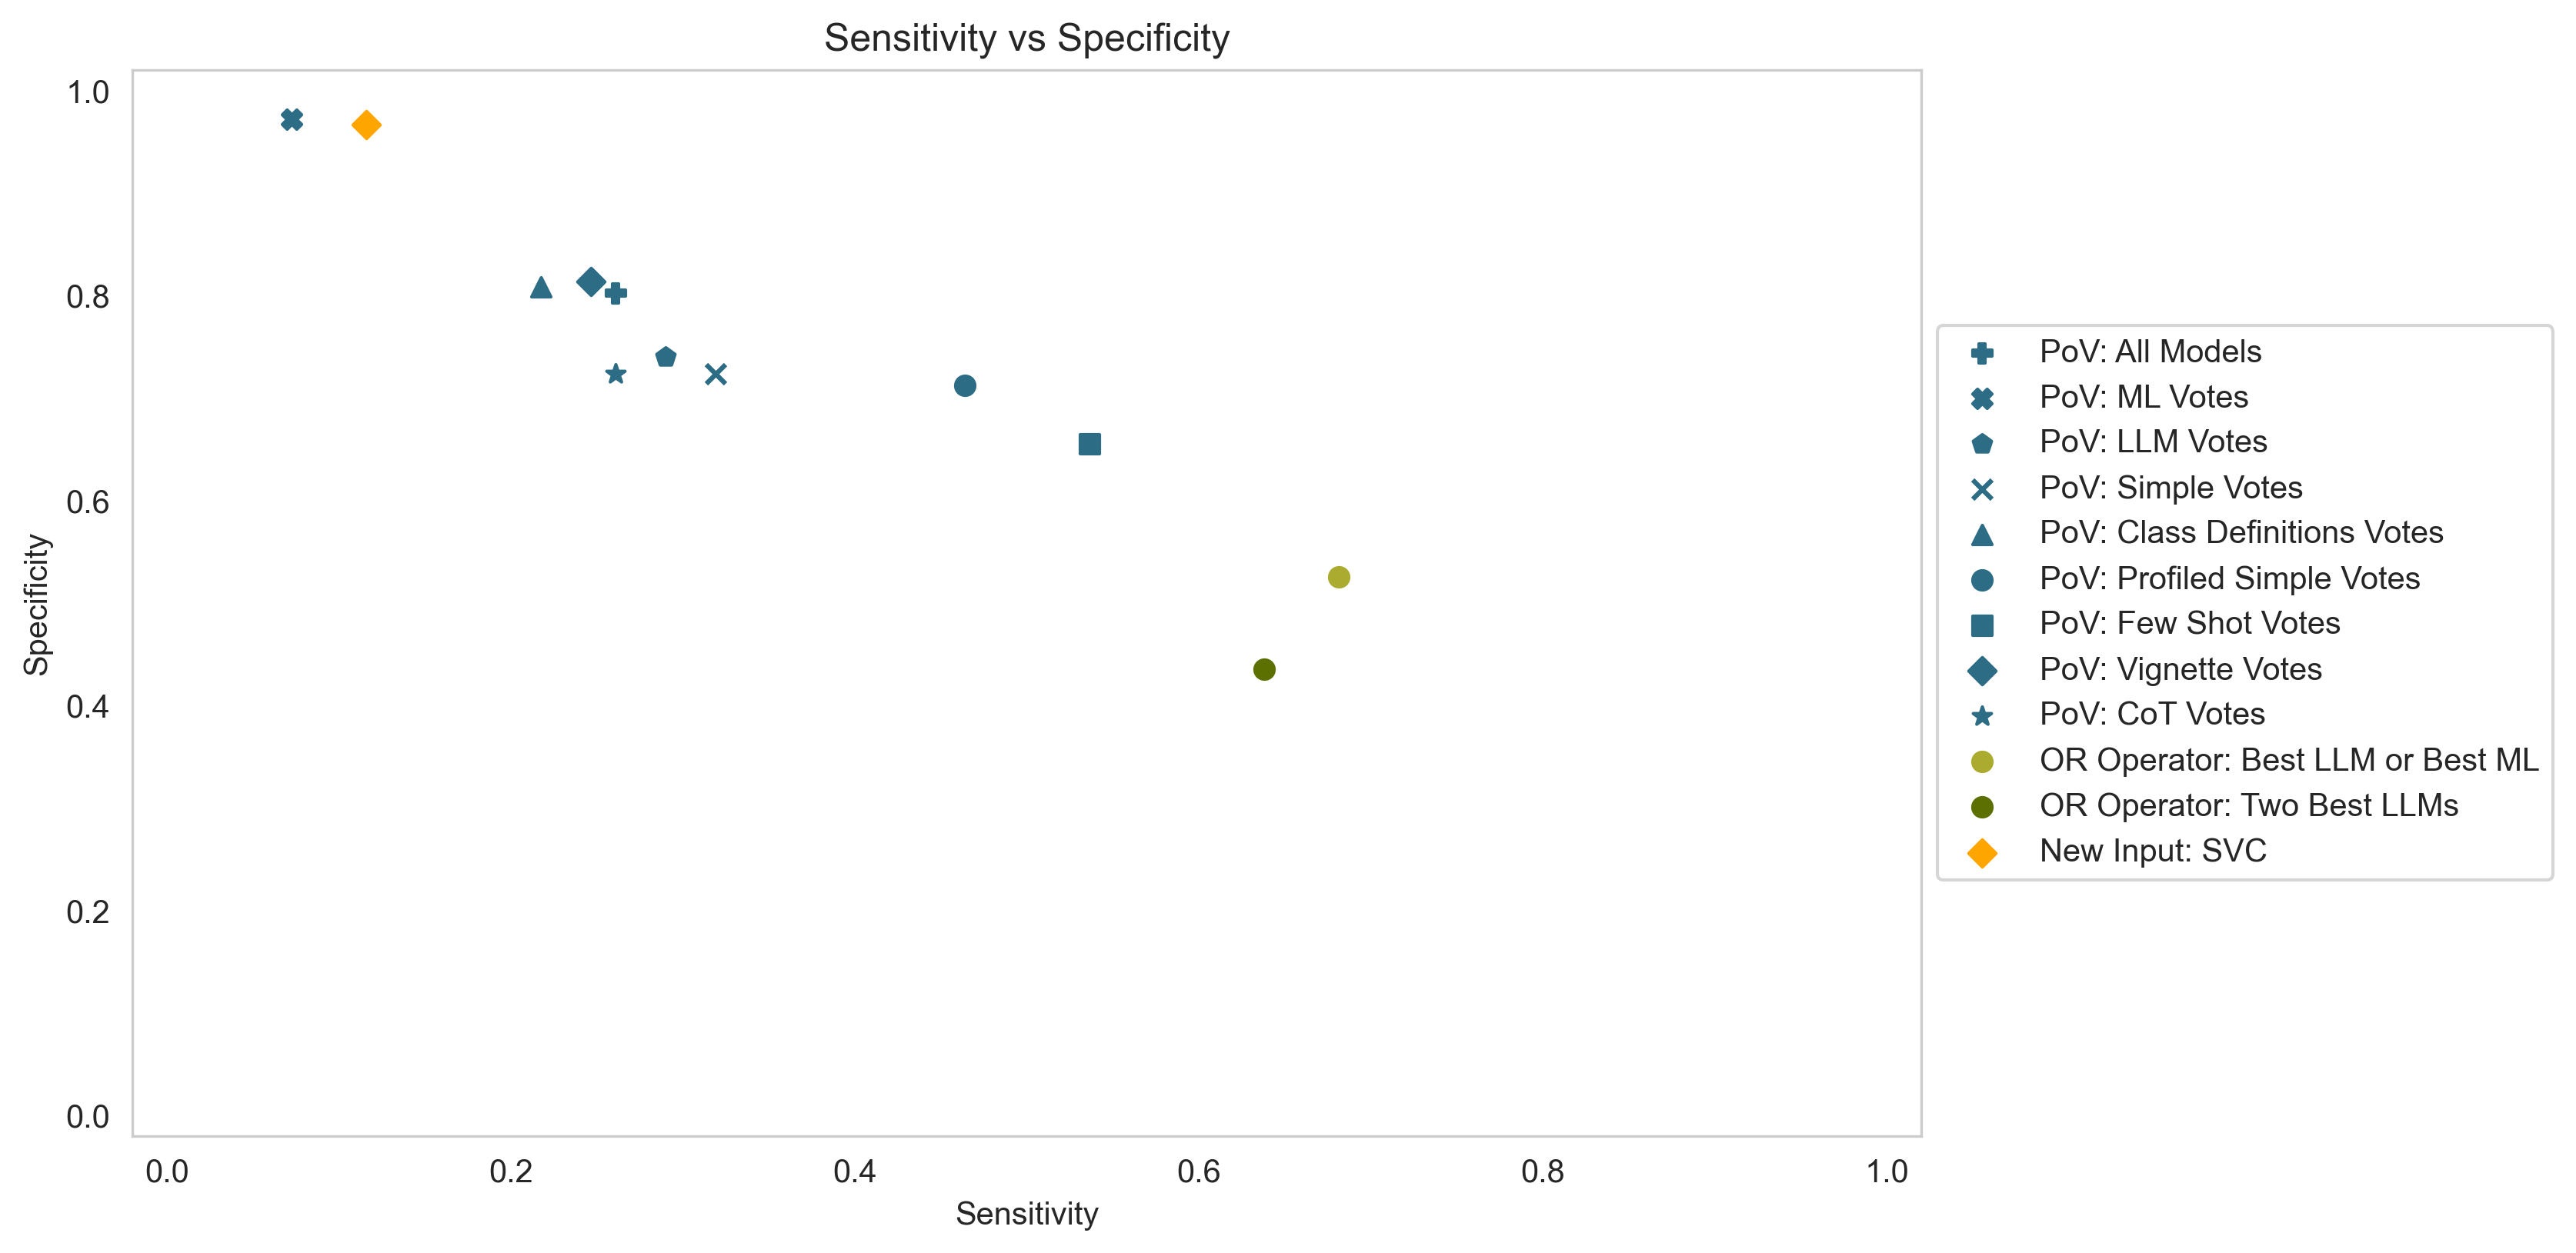 Sensitivity vs Specificity
1.0
0.8
0.6
0.4
0.2
0.0
Specificity
0.0 0.2 0.4 0.6 0.8 1.0
Sensitivity
PoV: All Models
PoV: ML Votes
PoV: LLM Votes
PoV: Simple Votes
PoV: Class Definitions Votes
PoV: Profiled Simple Votes
PoV: Few Shot Votes
PoV: Vignette Votes
PoV: CoT Votes
OR Operator: Best LLM or Best ML
OR Operator: Two Best LLMs
New Input: SVC